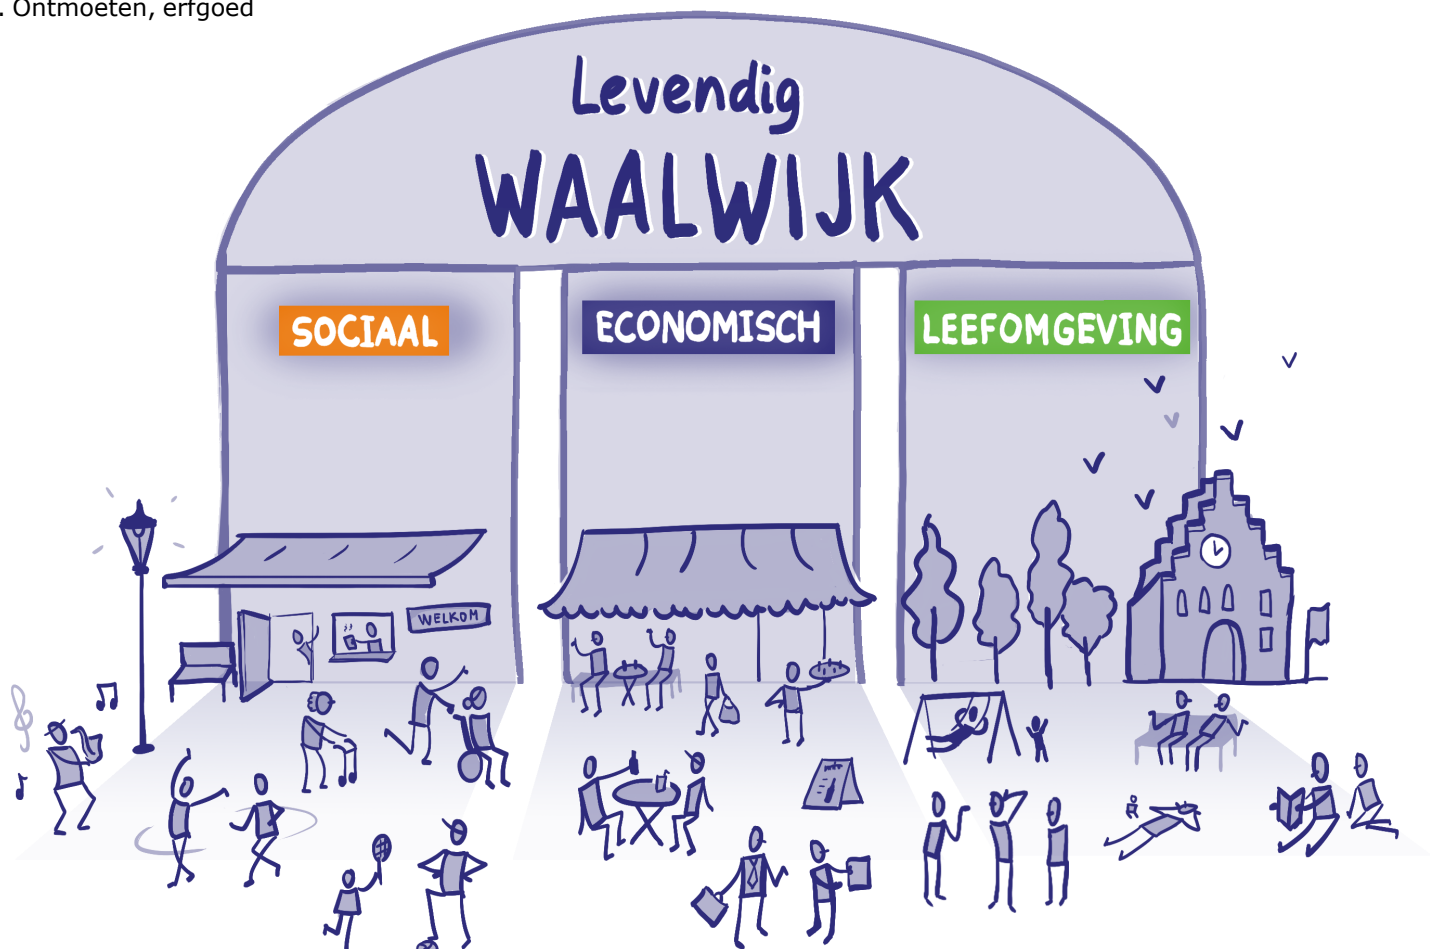 . Ontmoeten, erfgoed
Levendig
WAALWIJK
SOCIAAL
ECONOMISCH
LEEFOMGEVING
WELKOM